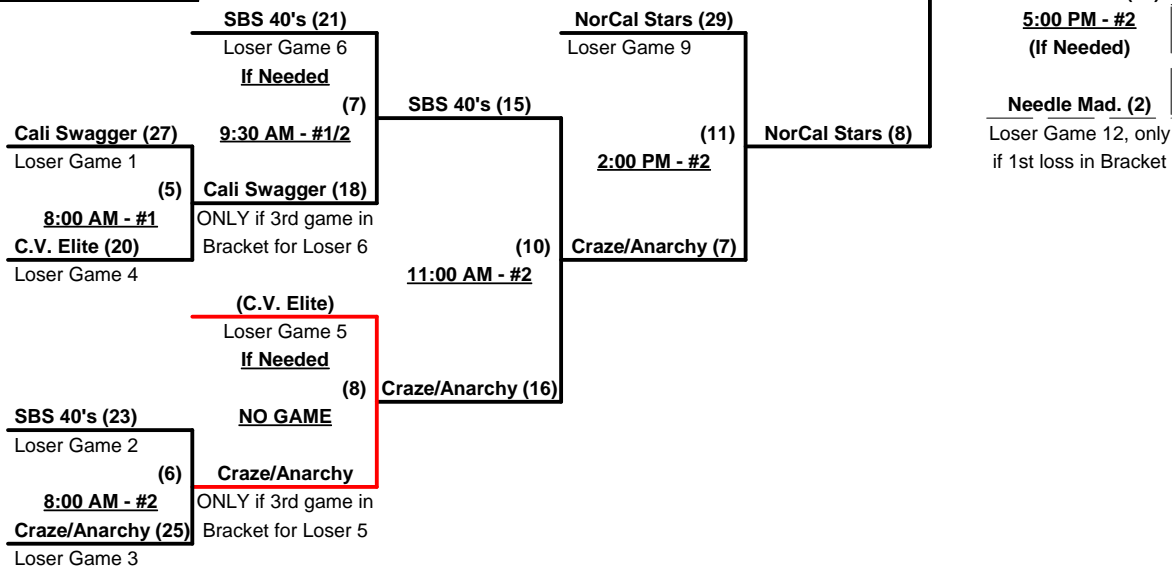 SBS 40's (21)
Loser Game 6
If Needed
(7)
9:30 AM - #1/2
Cali Swagger (27)
Loser Game 1
(5)
8:00 AM - #1
C.V. Elite (20)
Loser Game 4
Cali Swagger (18)
ONLY if 3rd game in
Bracket for Loser 6
(C.V. Elite)
Loser Game 5
If Needed
(8)
NO GAME
SBS 40's (23)
Loser Game 2
(6)
8:00 AM - #2
Craze/Anarchy (25)
Loser Game 3
Craze/Anarchy
ONLY if 3rd game in
Bracket for Loser 5
SBS 40's (15)
(10)
11:00 AM - #2
Craze/Anarchy (16)
NorCal Stars (29)
Loser Game 9
(11)
2:00 PM - #2
Craze/Anarchy (7)
NorCal Stars (8)
5:00 PM - #2
(If Needed)
Needle Mad. (2)
Loser Game 12, only
if 1st loss in Bracket